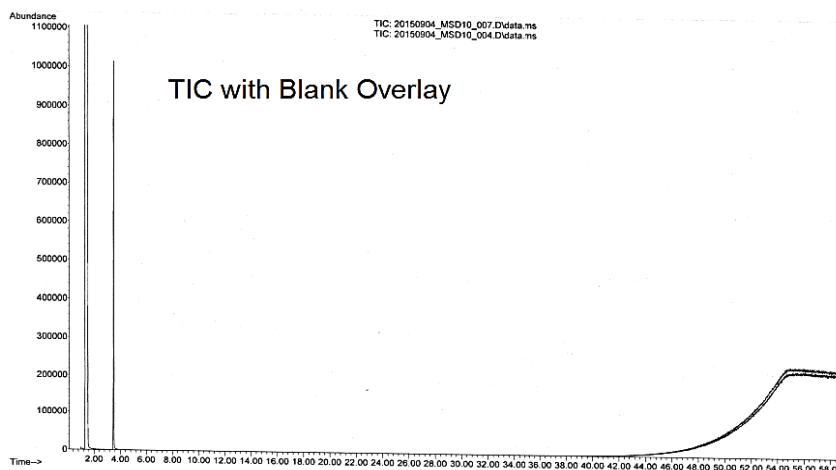 Abundance
TIC: 20150904_MSD10_007.D\data.ms
TIC: 20150904_MSD10_004.D\data.ms
TIC with Blank Overlay
1100000
1000000
900000
800000
700000
600000
500000
400000
300000
200000
100000
0
Time-->
2.00 4.00 6.00 8.00 10.00 12.00 14.00 16.00 18.00 20.00 22.00 24.00 26.00 28.00 30.00 32.00 34.00 36.00 38.00 40.00 42.00 44.00 46.00 48.00 50.00 52.00 54.00 56.00